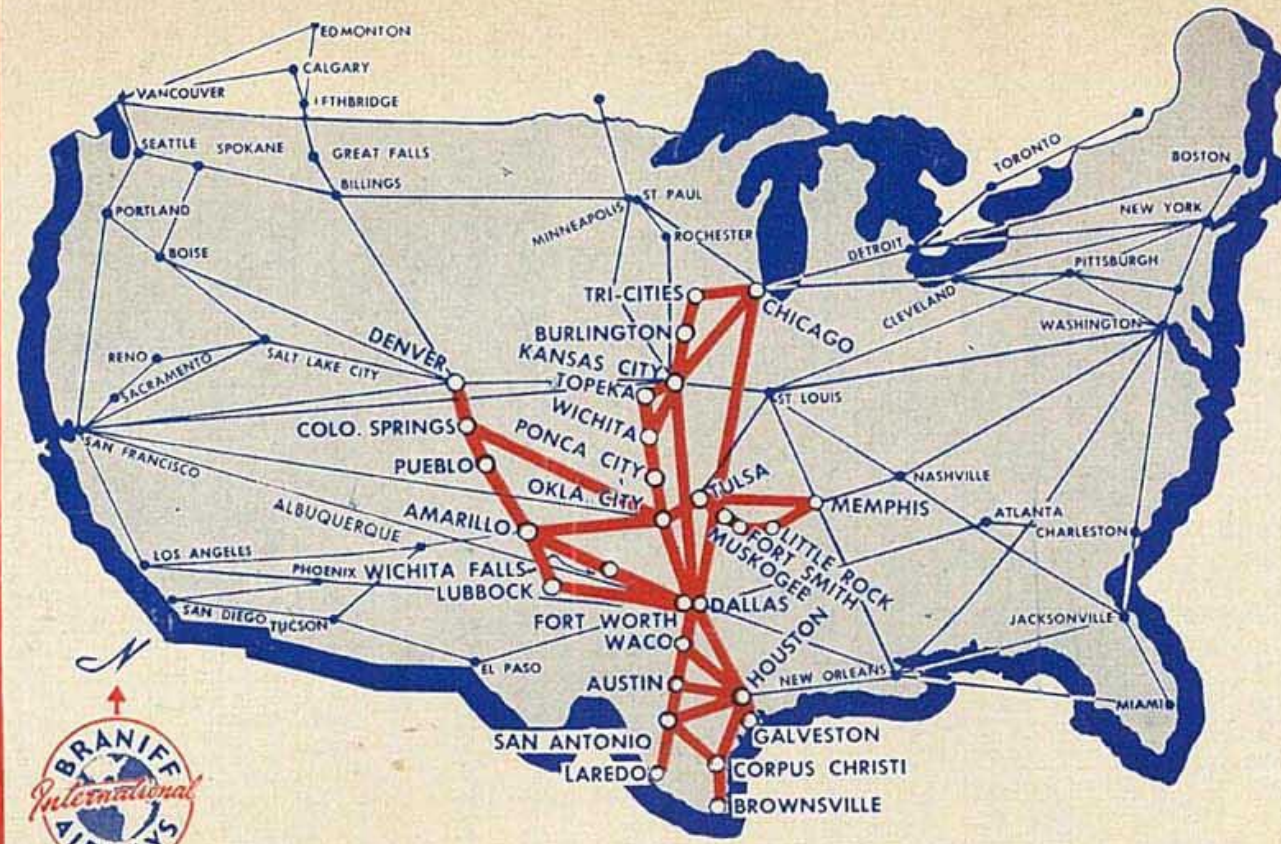 EDMONTON
CALGARY
VANCOUVER
FTHBRIDGE
SEATTLE
SPOKANE
GREAT FALLS
TORONTO
BOSTON
BILLINGS
ST. PAUL
PORTLAND
MINNEAPOLIS
NEW YORK
ROCHESTER
BOISE
DETROIT
PITTSBURGH
TRI-CITIES
CHICAGO
CLEVELAND
BURLINGTON
WASHINGTON
DENVER
KANSAS CITY
RENO
SACRAMENTO
SALT LAKE CITY
TOPEKA
ST. LOUIS
WICHITA
COLO. SPRINGS
SAN FRANCISCO
PONCA CITY
PUEBLO
NASHVILLE
OKLA. CITY
TULSA
ALBUQUERQUE
AMARILLO
MEMPHIS
ATLANTA
CHARLESTON
LITTLE ROCK
FORT SMITH
MUSKOGEE
LOS ANGELES
PHOENIX
WICHITA FALLS
LUBBOCK
SAN DIEGO
TUCSON
DALLAS
FORT WORTH
JACKSONVILLE
WACO
HOUSTON
EL PASO
NEW ORLEANS
AUSTIN
MIAMI
SAN ANTONIO
GALVESTON
LAREDO
CORPUS CHRISTI
BROWNSVILLE
N
BRANIFF
International
AIRWAYS